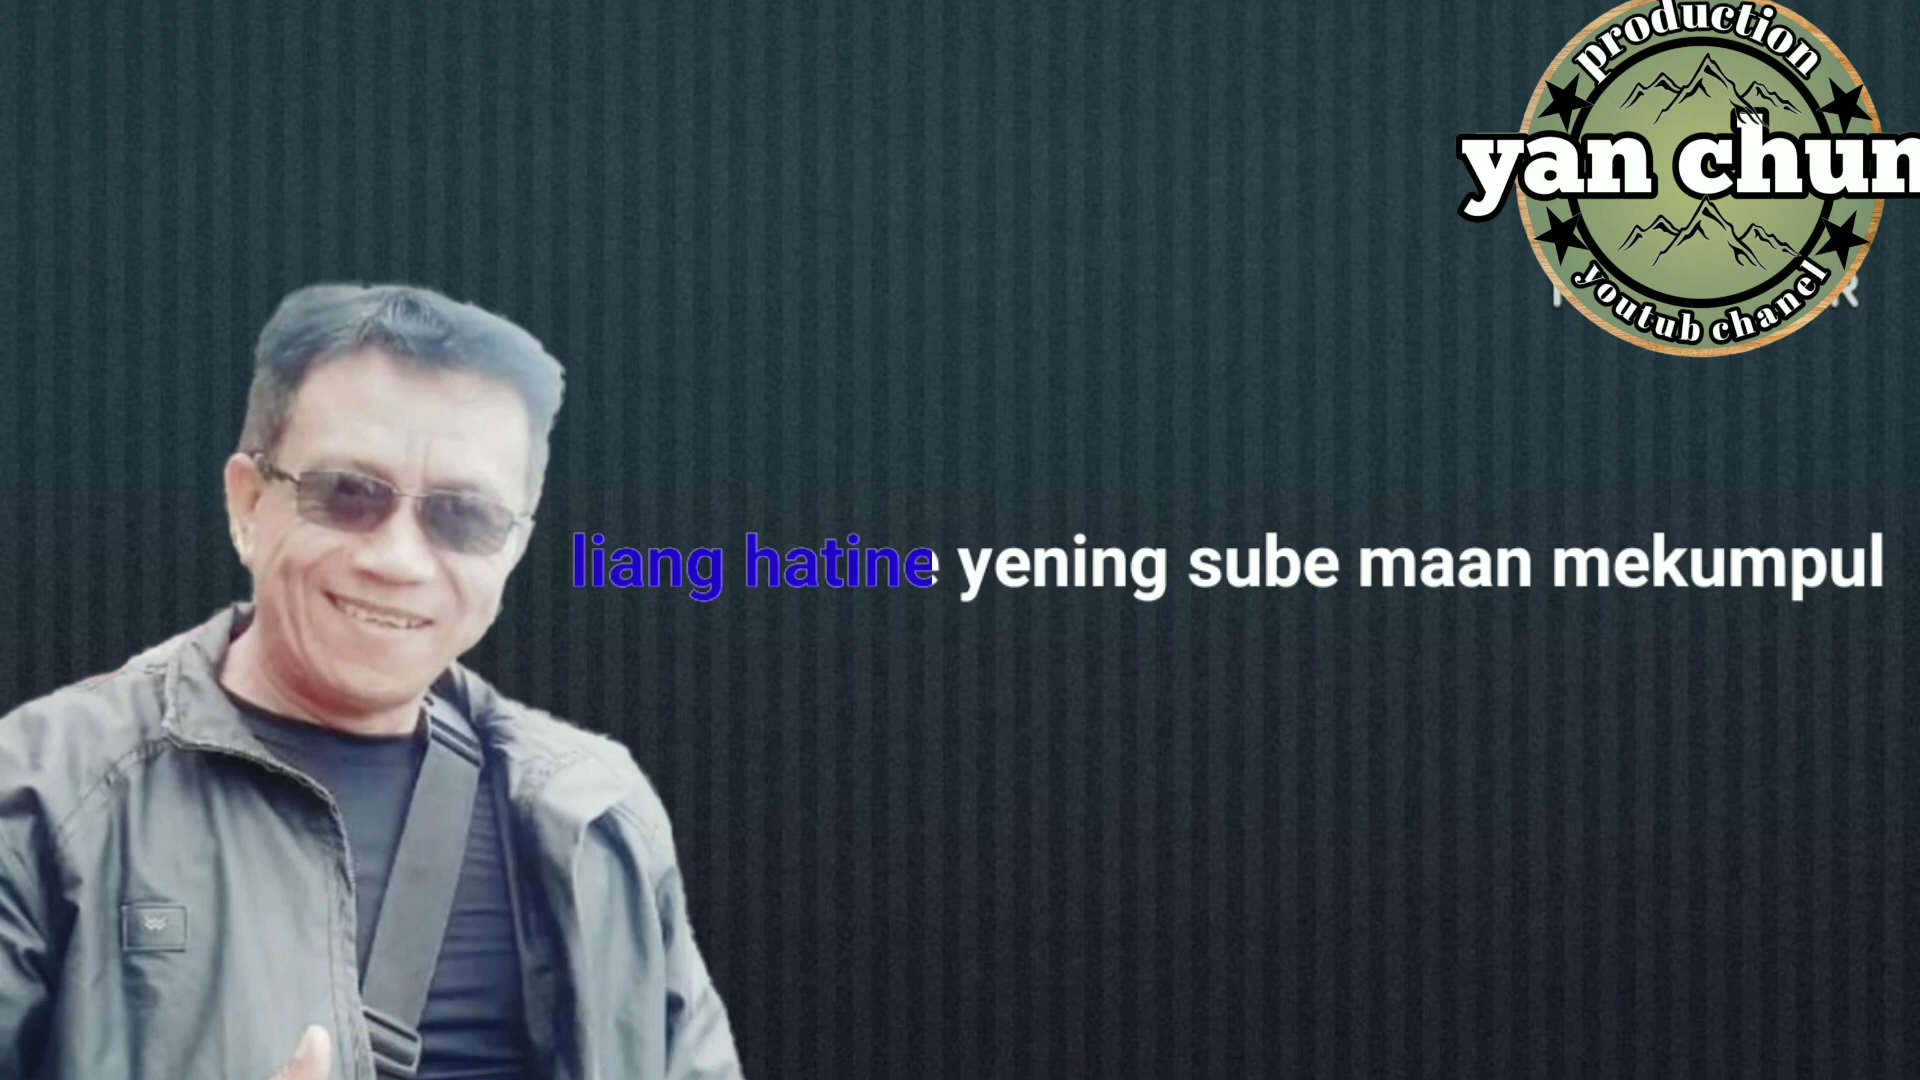 production
yan chun
youtub chanel
liang hatine yening sube maan mekumpul